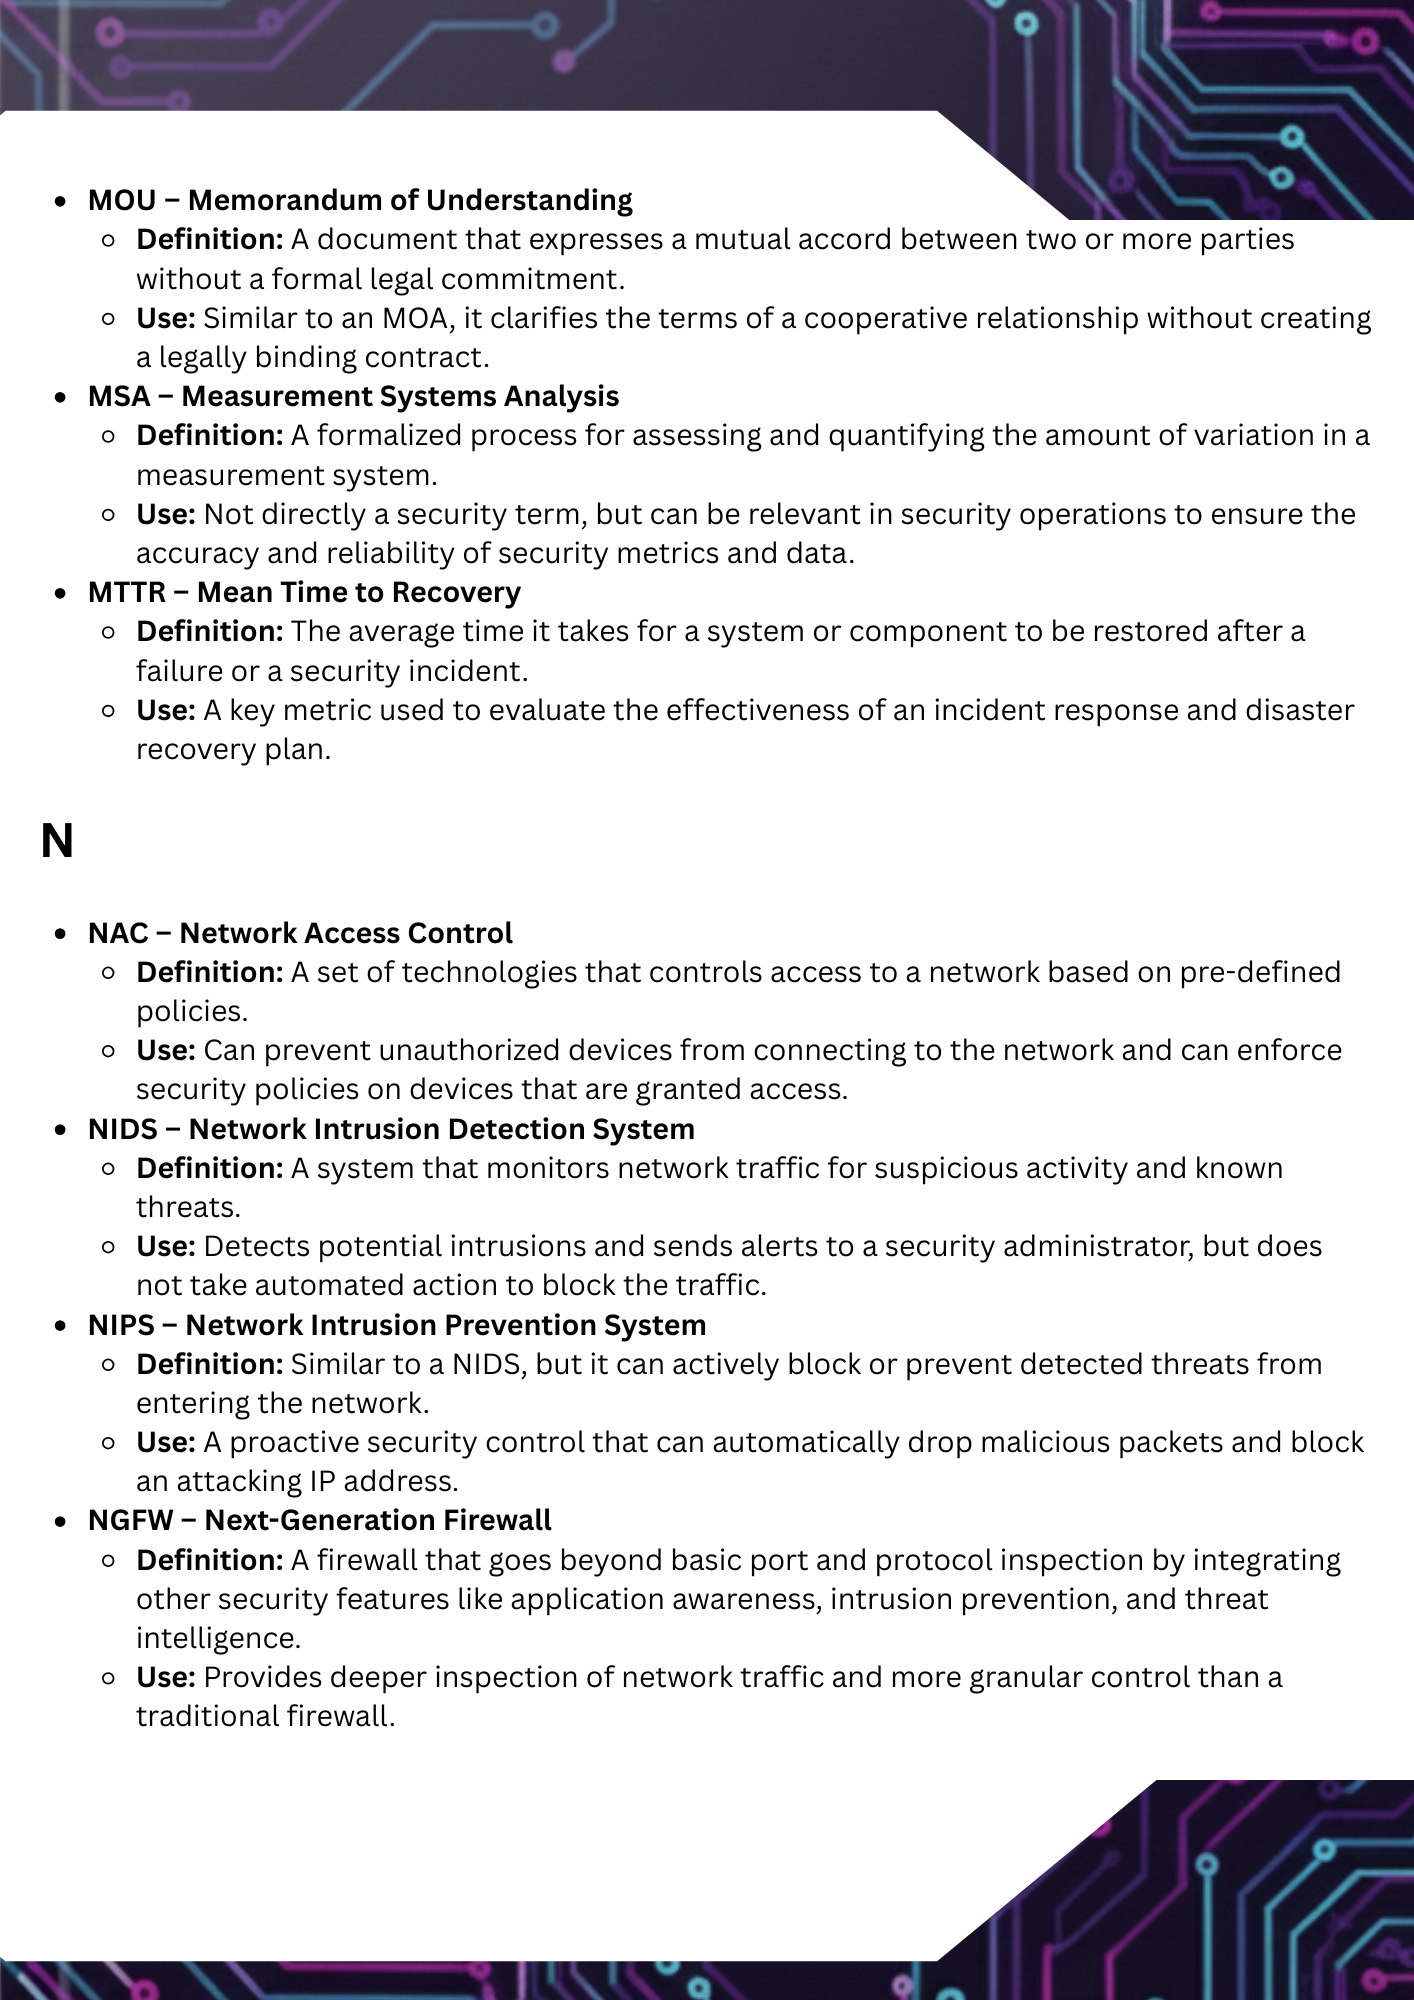 • MOU – Memorandum of Understanding
○ Definition: A document that expresses a mutual accord between two or more parties
without a formal legal commitment.
○ Use: Similar to an MOA, it clarifies the terms of a cooperative relationship without creating
a legally binding contract.
• MSA – Measurement Systems Analysis
○ Definition: A formalized process for assessing and quantifying the amount of variation in a
measurement system.
○ Use: Not directly a security term, but can be relevant in security operations to ensure the
accuracy and reliability of security metrics and data.
• MTTR – Mean Time to Recovery
○ Definition: The average time it takes for a system or component to be restored after a
failure or a security incident.
○ Use: A key metric used to evaluate the effectiveness of an incident response and disaster
recovery plan.
N
• NAC – Network Access Control
○ Definition: A set of technologies that controls access to a network based on pre-defined
policies.
○ Use: Can prevent unauthorized devices from connecting to the network and can enforce
security policies on devices that are granted access.
• NIDS – Network Intrusion Detection System
○ Definition: A system that monitors network traffic for suspicious activity and known
threats.
○ Use: Detects potential intrusions and sends alerts to a security administrator, but does
not take automated action to block the traffic.
• NIPS – Network Intrusion Prevention System
○ Definition: Similar to a NIDS, but it can actively block or prevent detected threats from
entering the network.
○ Use: A proactive security control that can automatically drop malicious packets and block
an attacking IP address.
• NGFW – Next-Generation Firewall
○ Definition: A firewall that goes beyond basic port and protocol inspection by integrating
other security features like application awareness, intrusion prevention, and threat
intelligence.
○ Use: Provides deeper inspection of network traffic and more granular control than a
traditional firewall.